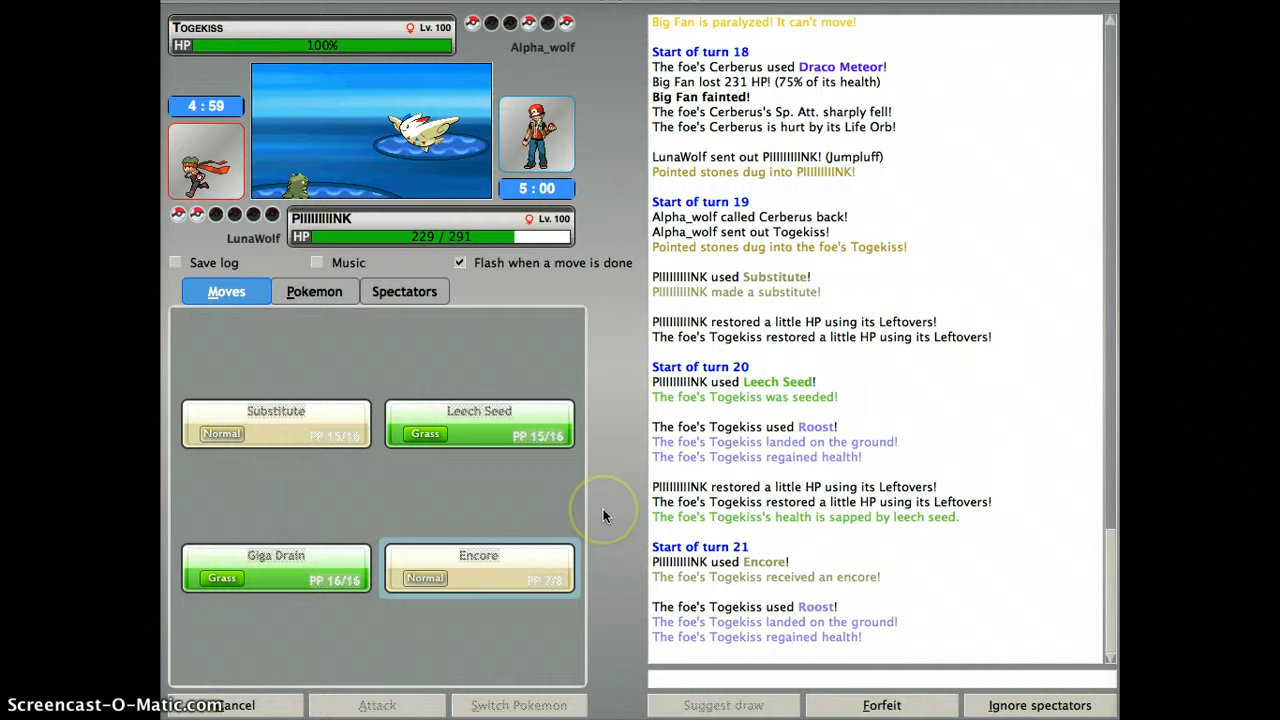 TOGEKISS Lv. 100
HP 100%
Alpha_wolf
4:59
5:00
PIIIIIIIINK Lv. 100
HP 229 / 291
LunaWolf
Save log
Music
Flash when a move is done
Moves
Pokemon
Spectators
Substitute
Normal PP 15/16
Leech Seed
Grass PP 15/16
Giga Drain
Grass PP 16/16
Encore
Normal PP 7/8
Cancel
Attack
Switch Pokemon
Big Fan is paralyzed! It can't move!
Start of turn 18
The foe's Cerberus used Draco Meteor!
Big Fan lost 231 HP! (75% of its health)
Big Fan fainted!
The foe's Cerberus's Sp. Att. sharply fell!
The foe's Cerberus is hurt by its Life Orb!
LunaWolf sent out PIIIIIIIINK! (Jumpluff)
Pointed stones dug into PIIIIIIIINK!
Start of turn 19
Alpha_wolf called Cerberus back!
Alpha_wolf sent out Togekiss!
Pointed stones dug into the foe's Togekiss!
PIIIIIIIINK used Substitute!
PIIIIIIIINK made a substitute!
PIIIIIIIINK restored a little HP using its Leftovers!
The foe's Togekiss restored a little HP using its Leftovers!
Start of turn 20
PIIIIIIIINK used Leech Seed!
The foe's Togekiss was seeded!
The foe's Togekiss used Roost!
The foe's Togekiss landed on the ground!
The foe's Togekiss regained health!
PIIIIIIIINK restored a little HP using its Leftovers!
The foe's Togekiss restored a little HP using its Leftovers!
The foe's Togekiss's health is sapped by leech seed.
Start of turn 21
PIIIIIIIINK used Encore!
The foe's Togekiss received an encore!
The foe's Togekiss used Roost!
The foe's Togekiss landed on the ground!
The foe's Togekiss regained health!
Suggest draw
Forfeit
Ignore spectators
Screencast-O-Matic.com